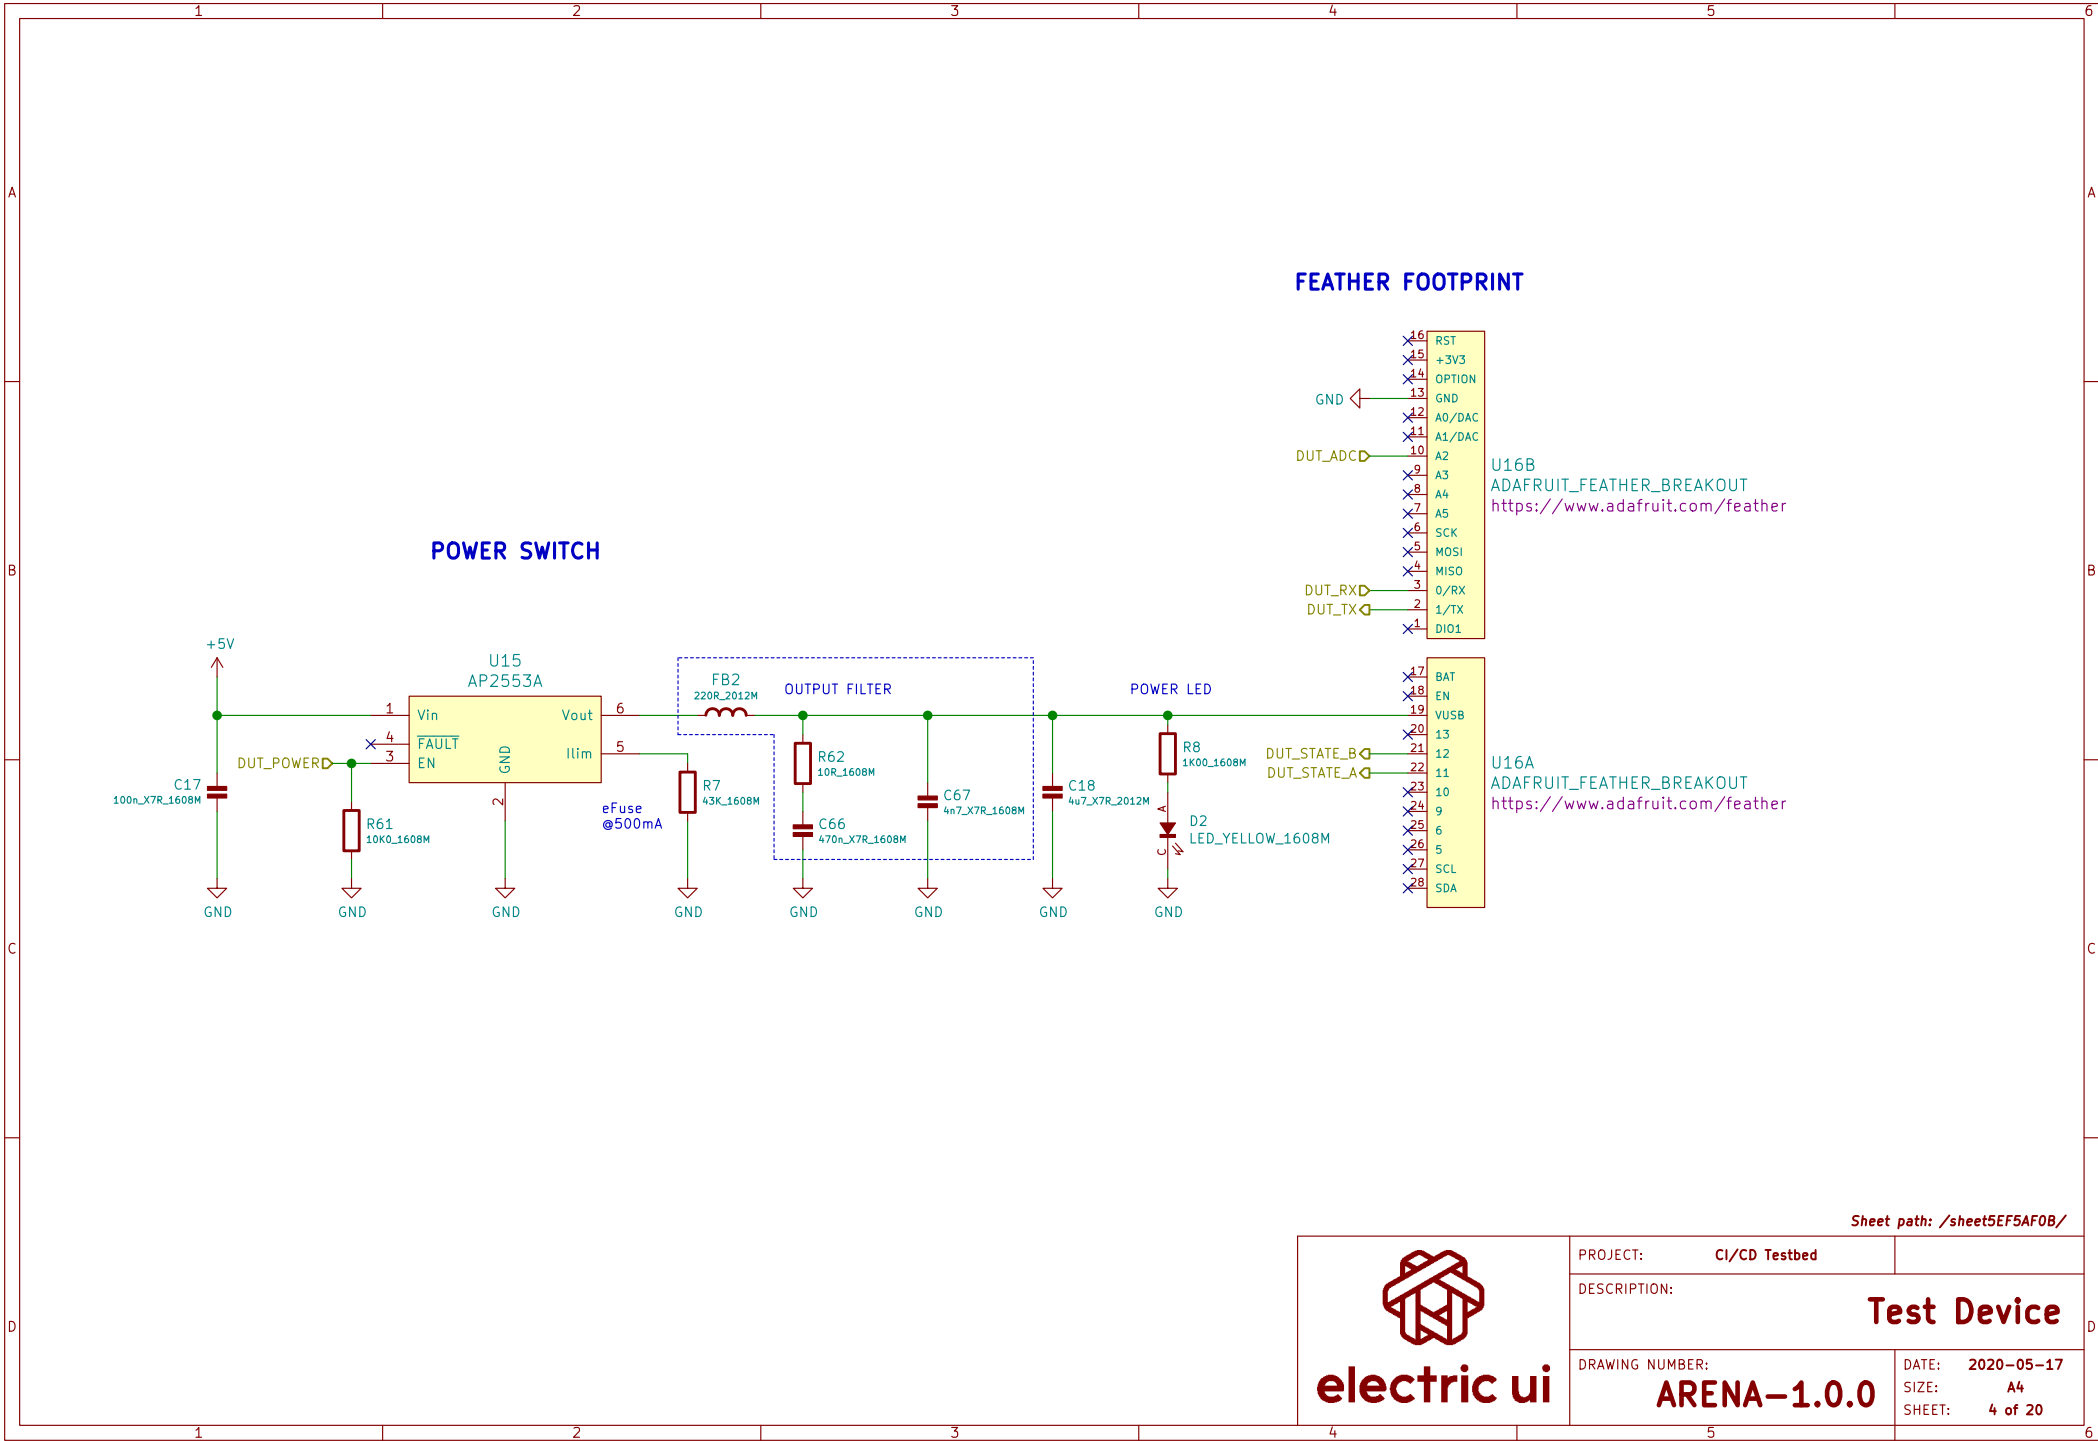 1 2 3 4 5 6
A
B
C
D
A
B
C
D
FEATHER FOOTPRINT
16 RST
15 +3V3
14 OPTION
GND 13 GND
12 A0/DAC
11 A1/DAC
DUT_ADC 10 A2
9 A3
8 A4
7 A5
6 SCK
5 MOSI
4 MISO
DUT_RX 3 0/RX
DUT_TX 2 1/TX
1 DIO1
U16B
ADAFRUIT_FEATHER_BREAKOUT
https://www.adafruit.com/feather
POWER SWITCH
+5V
U15
AP2553A
1 Vin
4 FAULT
3 EN
GND
2
Vout 6
Ilim 5
DUT_POWER
C17
100n_X7R_1608M
R61
10K0_1608M
eFuse
@500mA
R7
43K_1608M
FB2
220R_2012M
OUTPUT FILTER
R62
10R_1608M
C66
470n_X7R_1608M
C67
4n7_X7R_1608M
C18
4u7_X7R_2012M
POWER LED
R8
1K00_1608M
A
D2
LED_YELLOW_1608M
C
GND GND GND GND GND GND GND GND
17 BAT
18 EN
19 VUSB
20 13
DUT_STATE_B 21 12
DUT_STATE_A 22 11
23 10
24 9
25 6
26 5
27 SCL
28 SDA
U16A
ADAFRUIT_FEATHER_BREAKOUT
https://www.adafruit.com/feather
Sheet path: /sheet5EF5AF0B/
electric ui
PROJECT: CI/CD Testbed
DESCRIPTION:
Test Device
DRAWING NUMBER:
ARENA-1.0.0
DATE: 2020-05-17
SIZE: A4
SHEET: 4 of 20
1 2 3 4 5 6